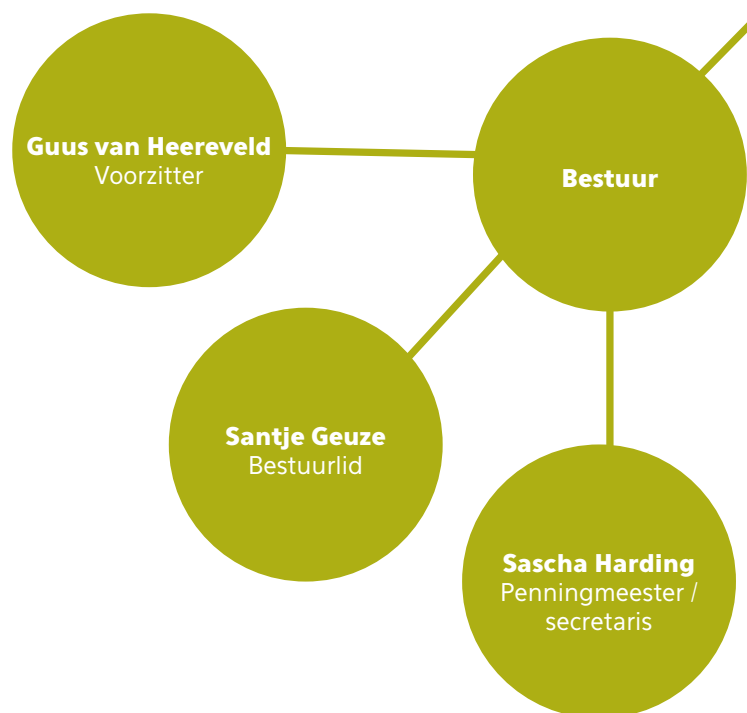 Guus van Heereveld
Voorzitter
Bestuur
Santje Geuze
Bestuurlid
Sascha Harding
Penningmeester /
secretaris